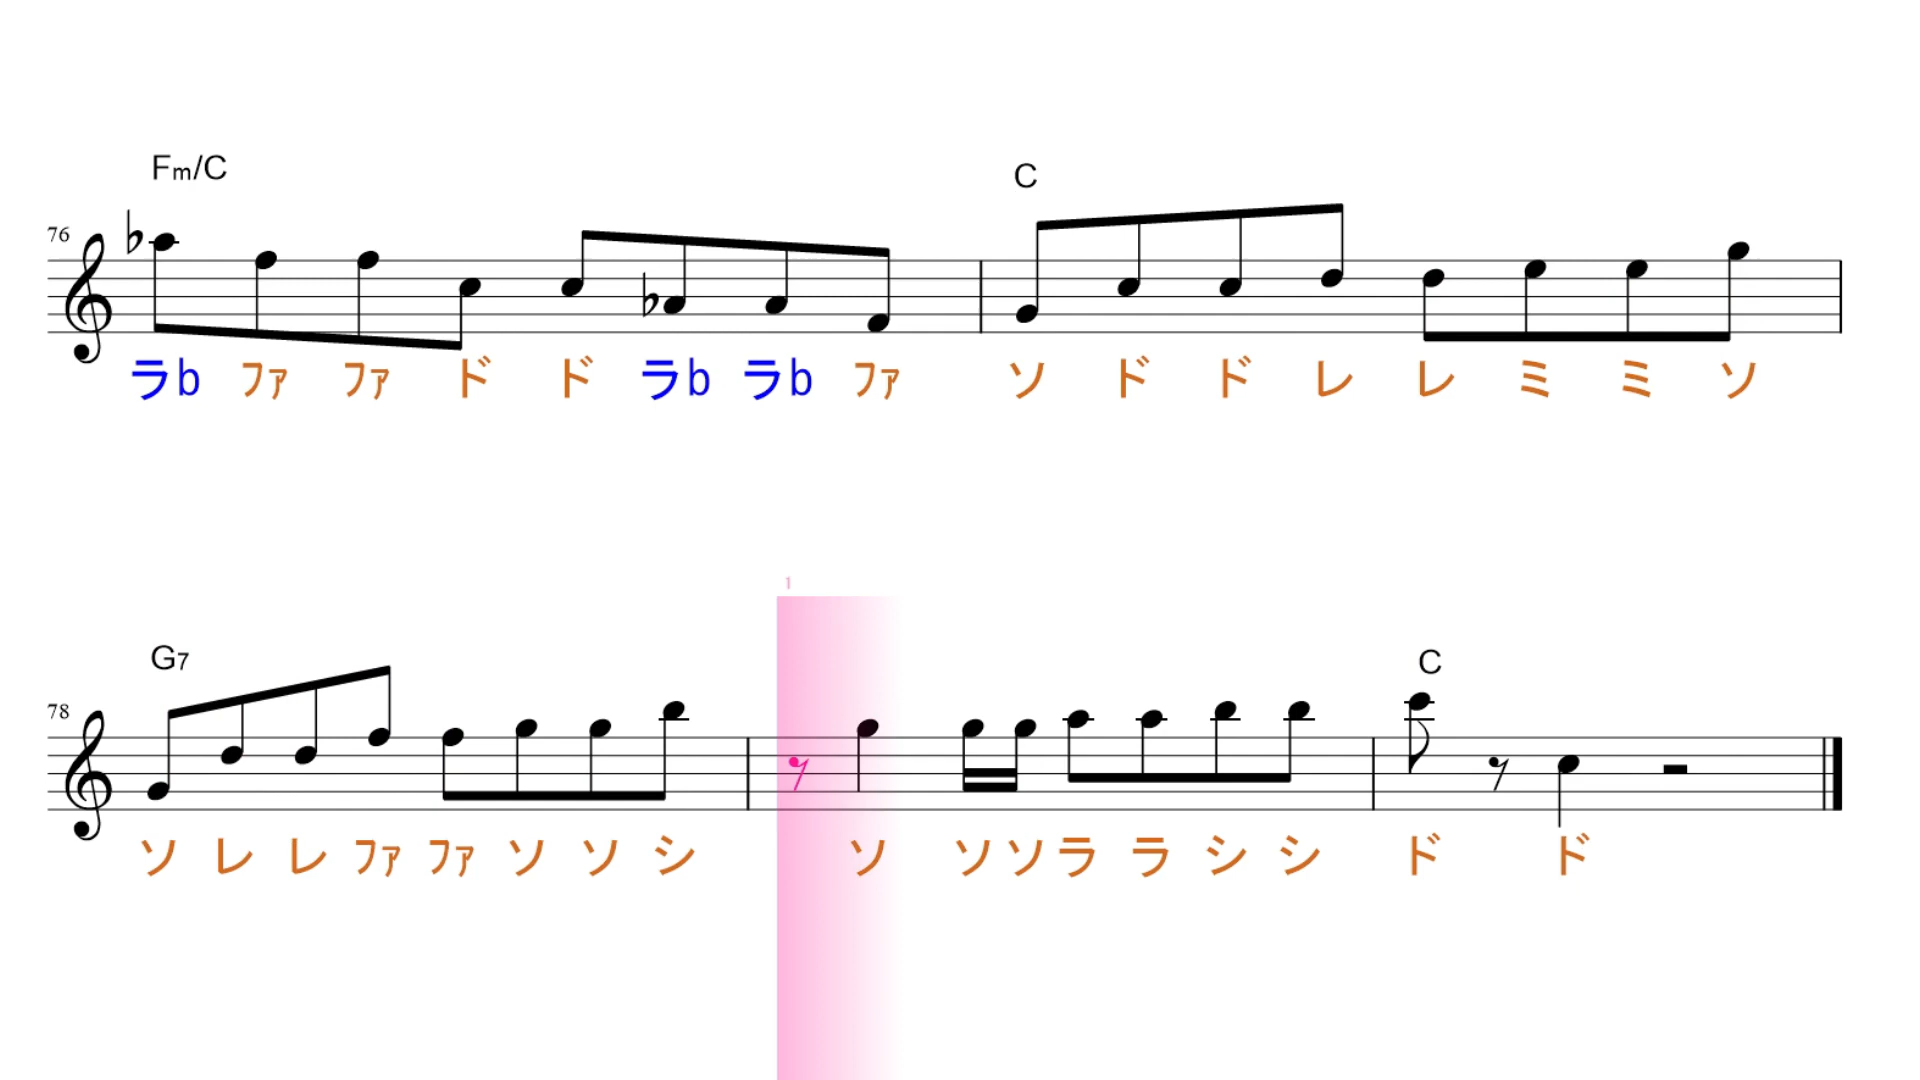 Fm/C C
76
ラb ファ ファ ド ド ラb ラb ファ ソ ド ド レ レ ミ ミ ソ
1
G7 C
78
ソ レ レ ファ ファ ソ ソ シ ソ ソ ソ ラ ラ シ シ ド ド